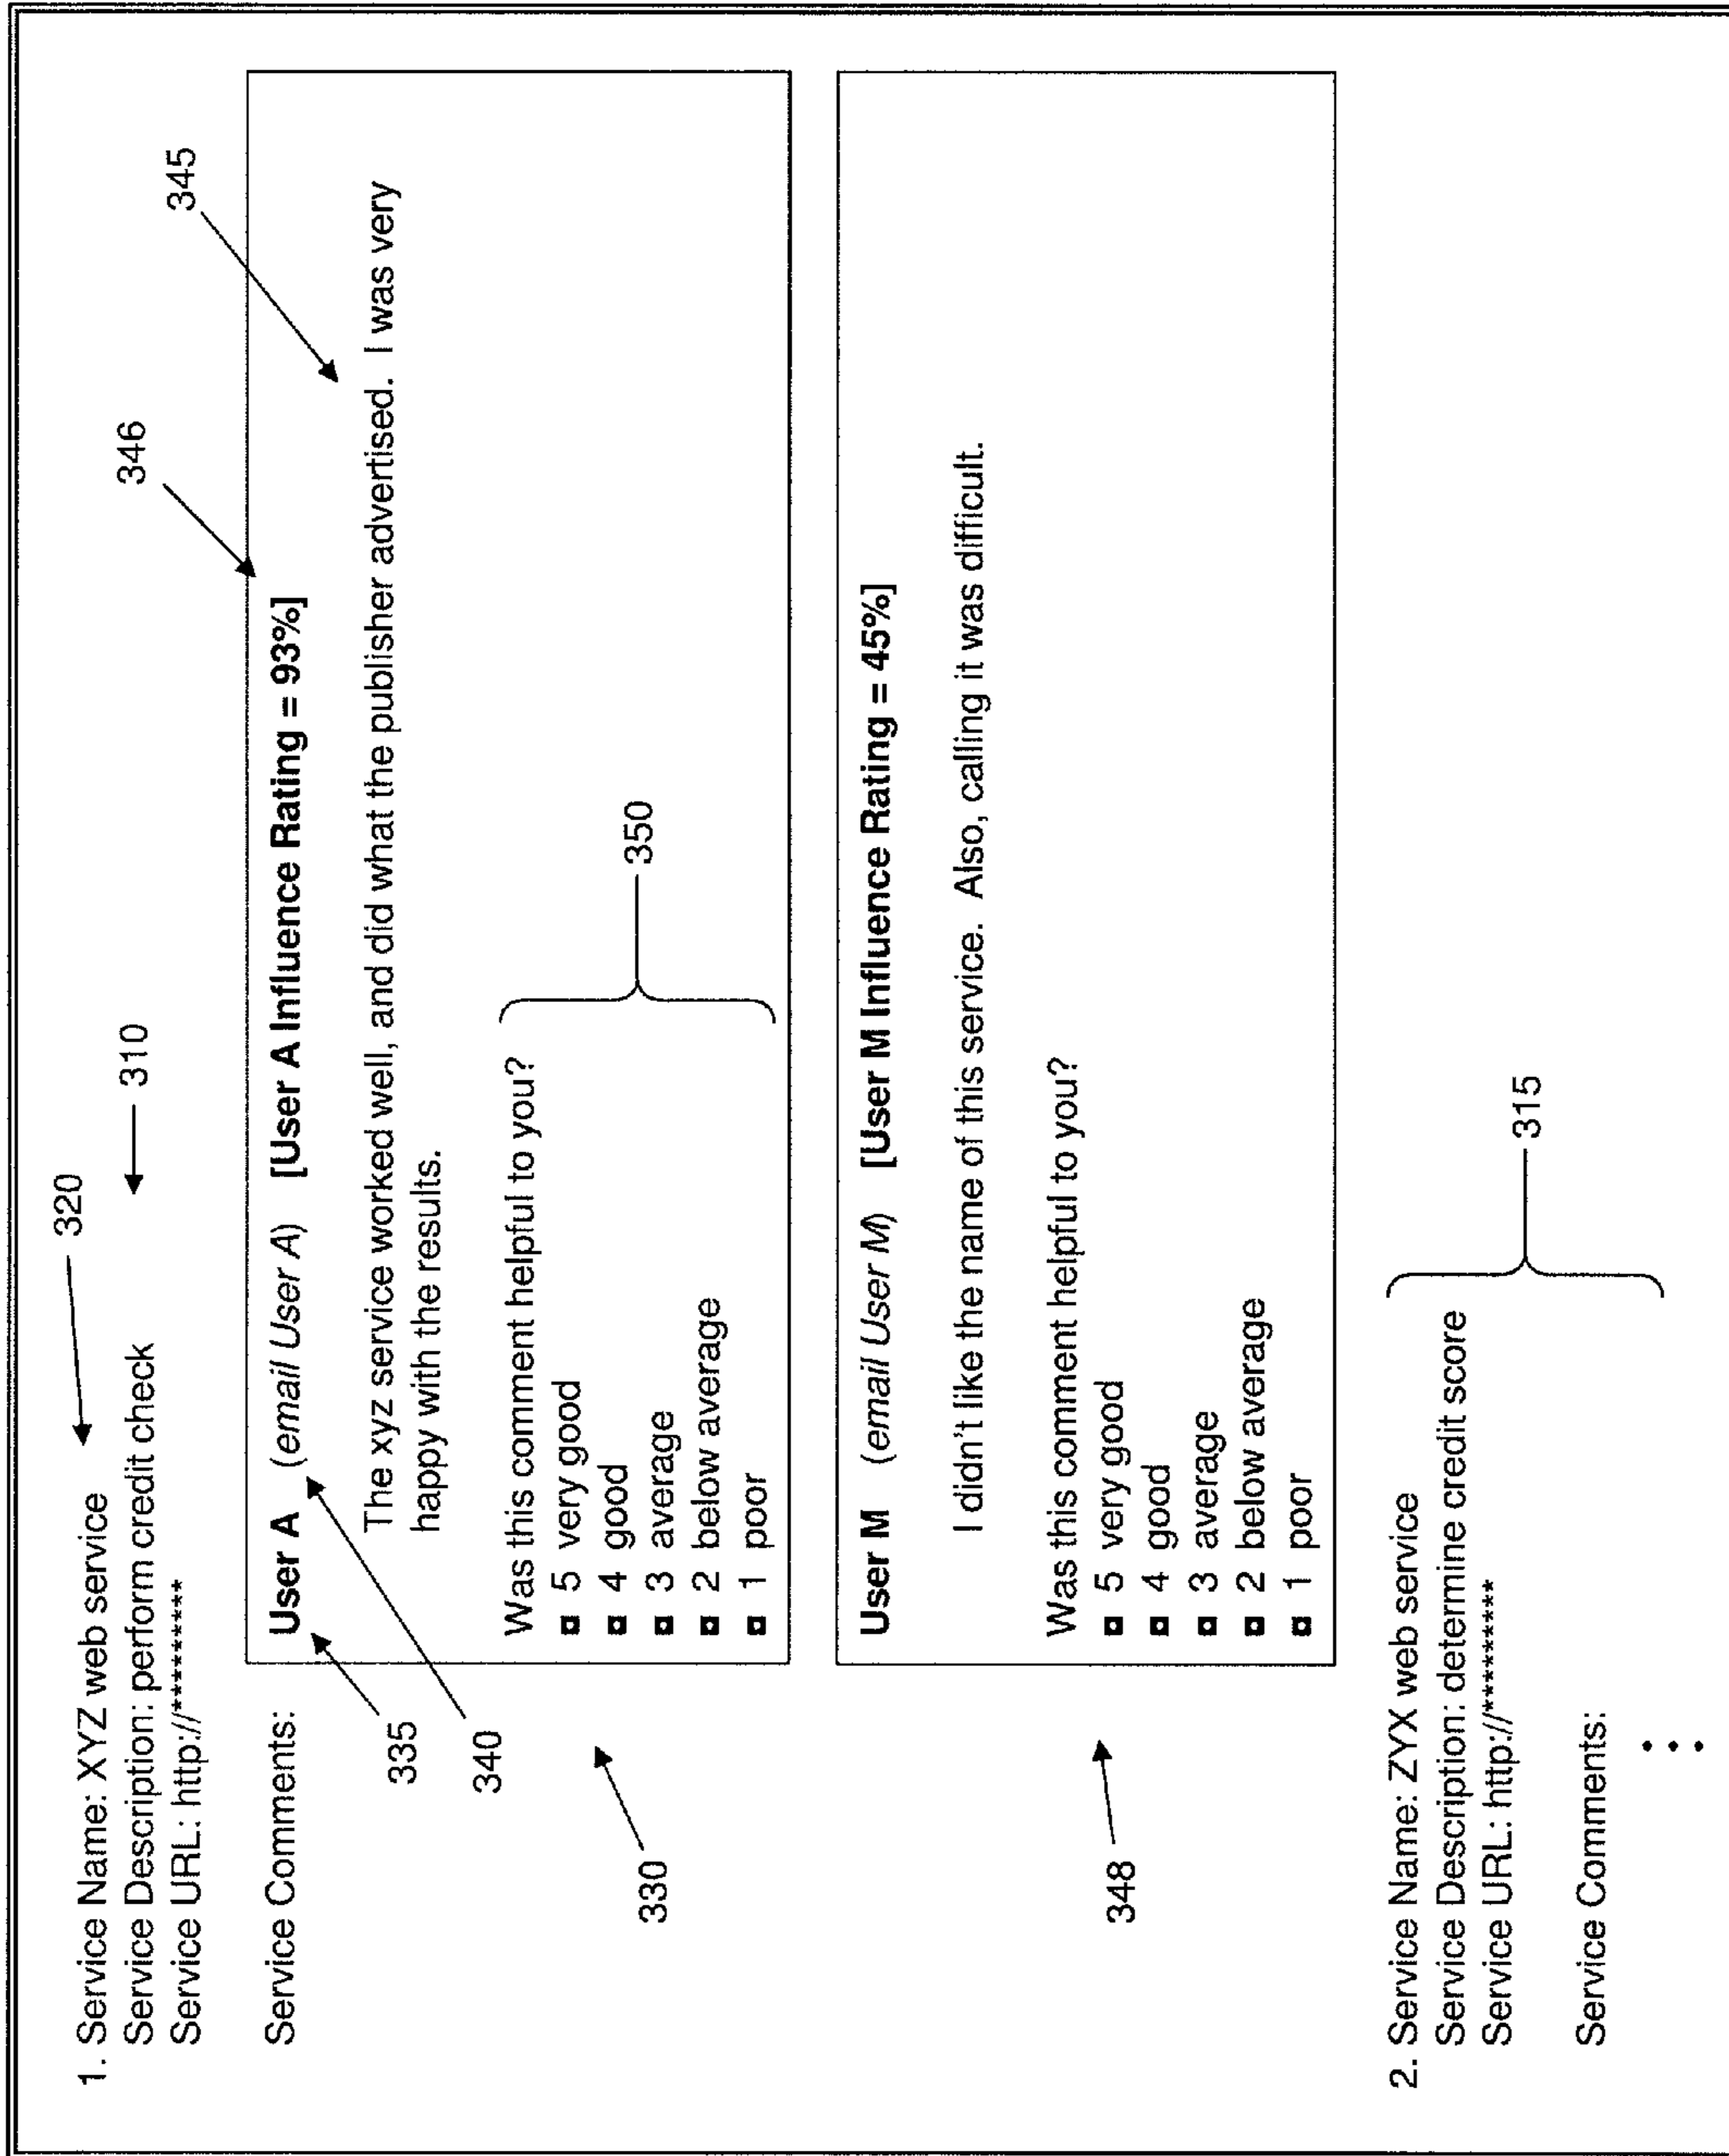 320
1. Service Name: XYZ web service
310
Service Description: perform credit check
Service URL: http://**********
346
345
Service Comments:
User A (email User A) [User A Influence Rating = 93%]
335
The xyz service worked well, and did what the publisher advertised. I was very
happy with the results.
340
Was this comment helpful to you?
5 very good
4 good
3 average
2 below average
1 poor
350
330
User M (email User M) [User M Influence Rating = 45%]
I didn't like the name of this service. Also, calling it was difficult.
Was this comment helpful to you?
5 very good
4 good
3 average
2 below average
1 poor
348
2. Service Name: ZYX web service
Service Description: determine credit score
Service URL: http://**********
315
Service Comments: